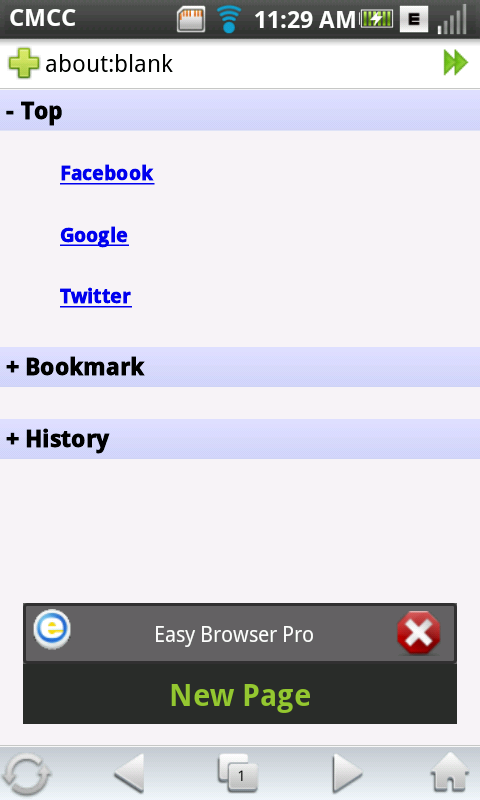 CMCC 11:29 AM E
about:blank
- Top
Facebook
Google
Twitter
+ Bookmark
+ History
e Easy Browser Pro
New Page
1